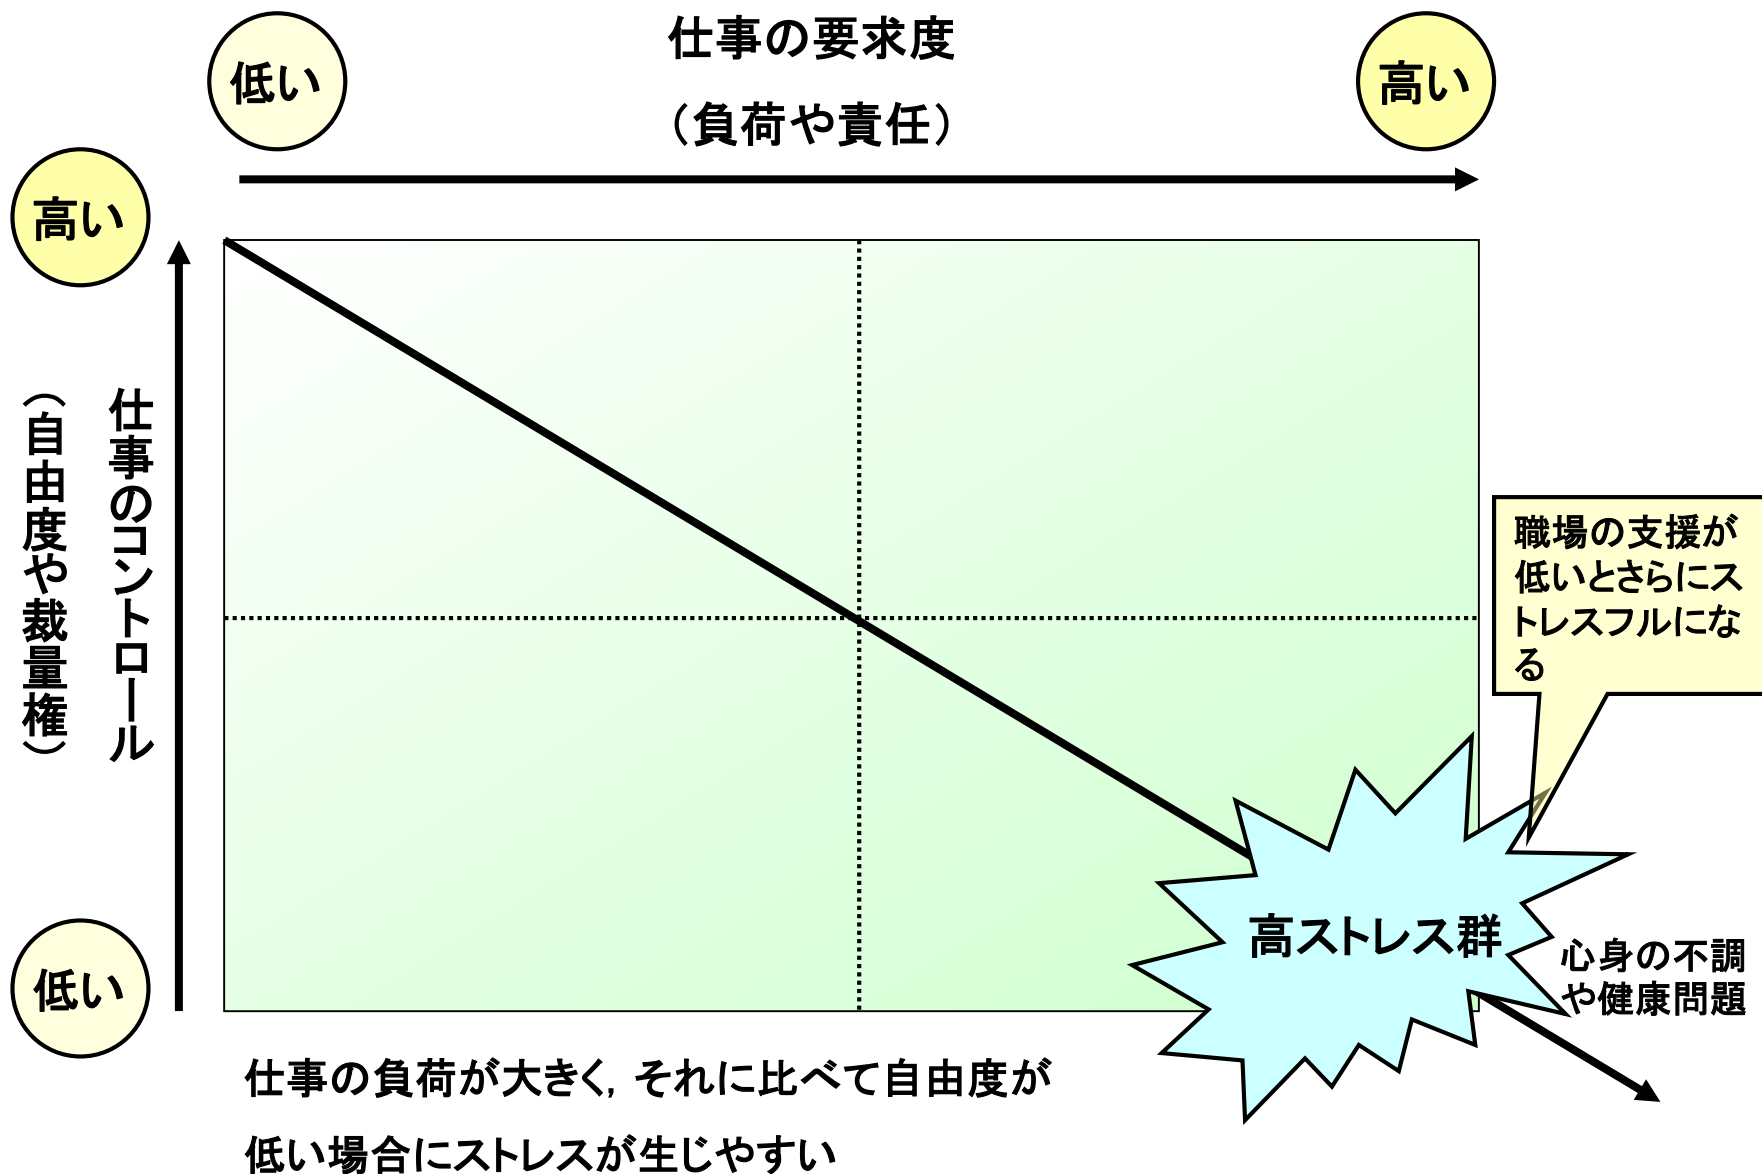 低い
仕事の要求度
（負荷や責任）
高い
高い
仕事のコントロール
（自由度や裁量権）
低い
職場の支援が
低いとさらにス
トレスフルにな
る
高ストレス群
心身の不調
や健康問題
仕事の負荷が大きく, それに比べて自由度が
低い場合にストレスが生じやすい